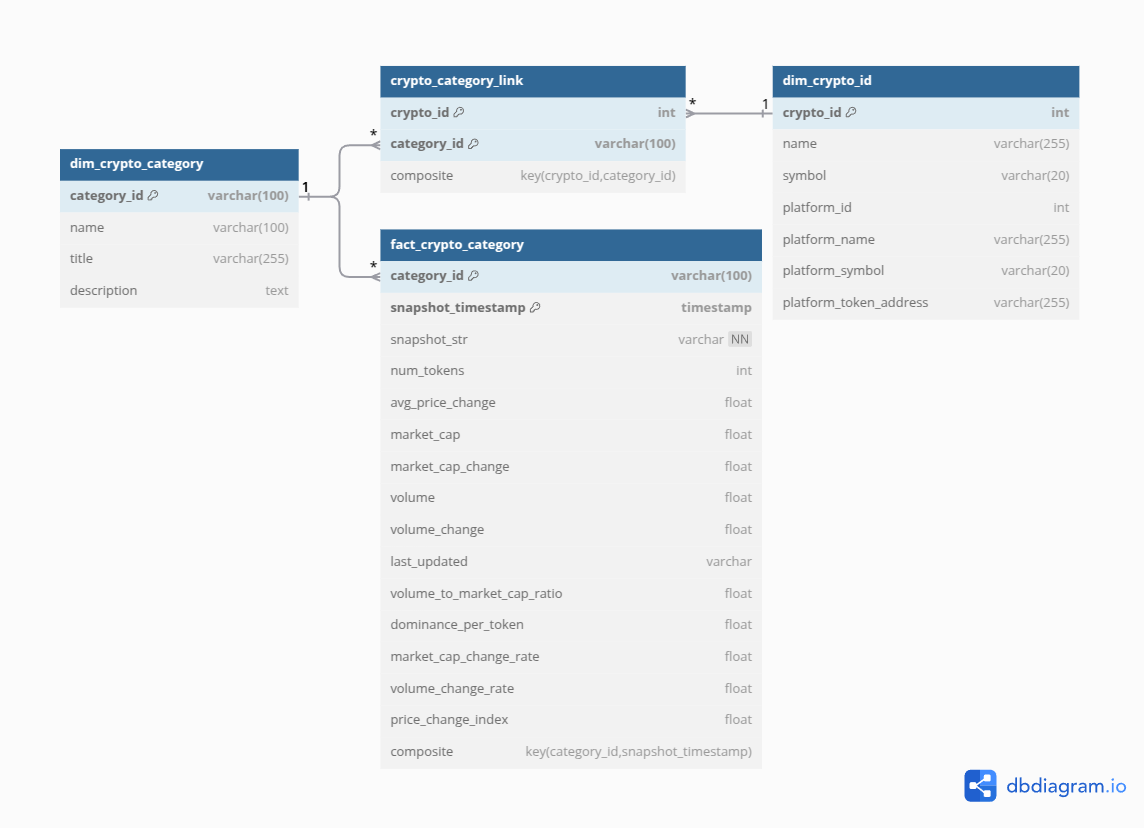 crypto_category_link
crypto_id int
category_id varchar(100)
composite key(crypto_id,category_id)
dim_crypto_id
crypto_id int
name varchar(255)
symbol varchar(20)
platform_id int
platform_name varchar(255)
platform_symbol varchar(20)
platform_token_address varchar(255)
* 1
*
1
*
dim_crypto_category
category_id varchar(100)
name varchar(100)
title varchar(255)
description text
fact_crypto_category
category_id varchar(100)
snapshot_timestamp timestamp
snapshot_str varchar NN
num_tokens int
avg_price_change float
market_cap float
market_cap_change float
volume float
volume_change float
last_updated varchar
volume_to_market_cap_ratio float
dominance_per_token float
market_cap_change_rate float
volume_change_rate float
price_change_index float
composite key(category_id,snapshot_timestamp)
dbdiagram.io